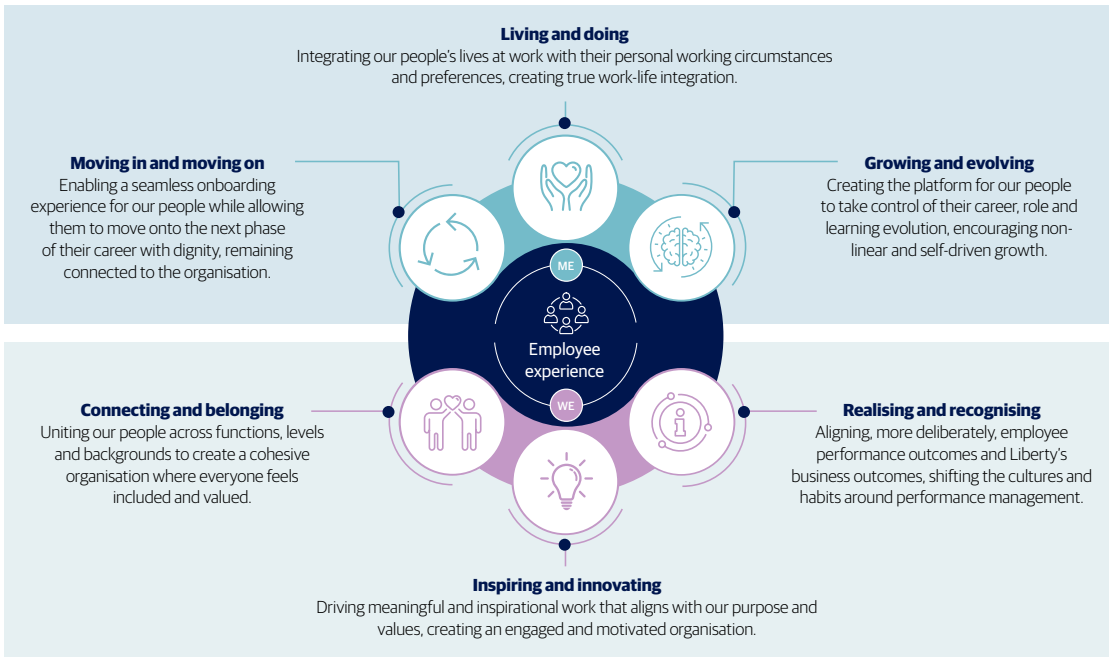 Living and doing
Integrating our people's lives at work with their personal working circumstances
and preferences, creating true work-life integration.
Moving in and moving on
Enabling a seamless onboarding
experience for our people while allowing
them to move onto the next phase
of their career with dignity, remaining
connected to the organisation.
Growing and evolving
Creating the platform for our people
to take control of their career, role and
learning evolution, encouraging non-
linear and self-driven growth.
ME
Employee
experience
WE
Connecting and belonging
Uniting our people across functions, levels
and backgrounds to create a cohesive
organisation where everyone feels
included and valued.
Realising and recognising
Aligning, more deliberately, employee
performance outcomes and Liberty's
business outcomes, shifting the cultures and
habits around performance management.
Inspiring and innovating
Driving meaningful and inspirational work that aligns with our purpose and
values, creating an engaged and motivated organisation.